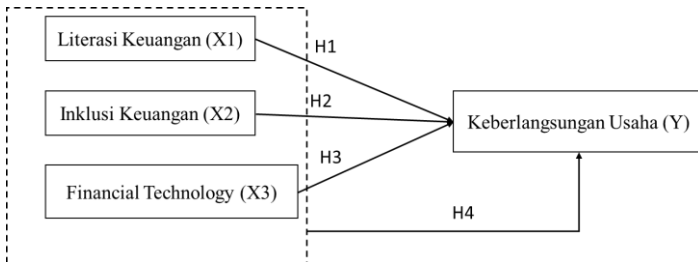 Literasi Keuangan (X1)
H1
H2
Inklusi Keuangan (X2)
Keberlangsungan Usaha (Y)
H3
Financial Technology (X3)
H4